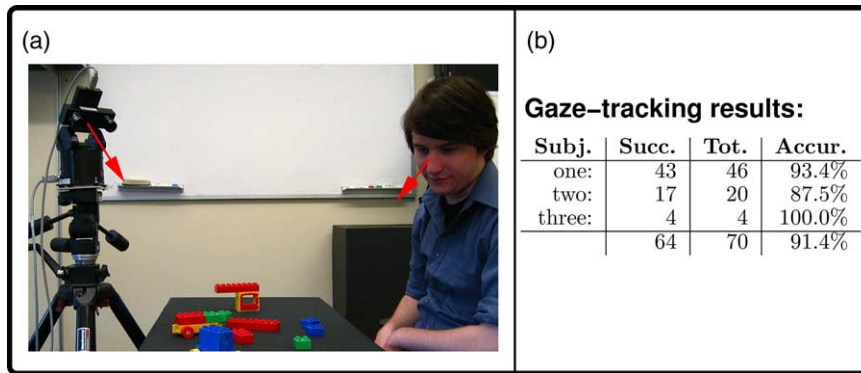 (a)
(b)
Gaze-tracking results:
Subj. Succ. Tot. Accur.
one: 43 46 93.4%
two: 17 20 87.5%
three: 4 4 100.0%
64 70 91.4%